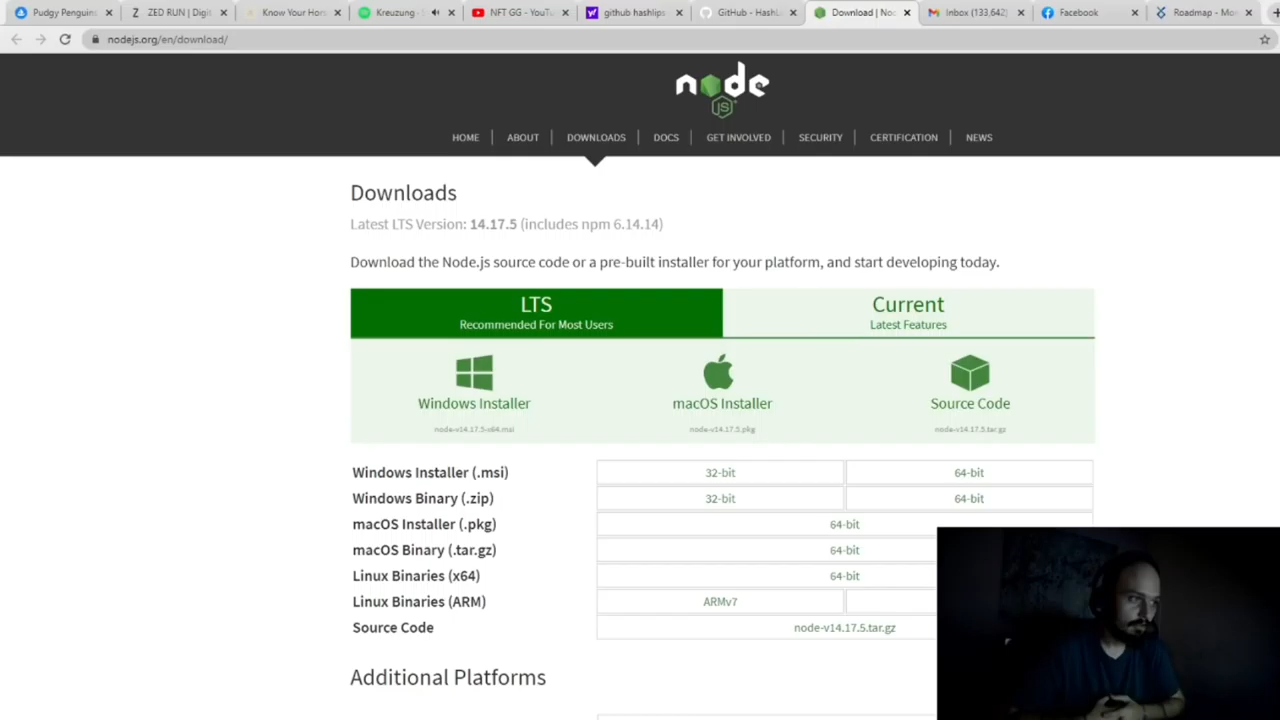 Pudgy Penguins
ZED RUN | Digit
Know Your Hors
Kreuzung -
NFT GG - YouTu
github hashlips
GitHub - HashLi
Download | Nod
Inbox (133,642)
Facebook
Roadmap - Mo
nodejs.org/en/download/
node
JS
HOME
ABOUT
DOWNLOADS
DOCS
GET INVOLVED
SECURITY
CERTIFICATION
NEWS
Downloads
Latest LTS Version: 14.17.5 (includes npm 6.14.14)
Download the Node.js source code or a pre-built installer for your platform, and start developing today.
LTS
Recommended For Most Users
Current
Latest Features
Windows Installer
node-v14.17.5-x64.msi
macOS Installer
node-v14.17.5.pkg
Source Code
node-v14.17.5.tar.gz
Windows Installer (.msi) 32-bit 64-bit
Windows Binary (.zip) 32-bit 64-bit
macOS Installer (.pkg) 64-bit
macOS Binary (.tar.gz) 64-bit
Linux Binaries (x64) 64-bit
Linux Binaries (ARM) ARMv7
Source Code node-v14.17.5.tar.gz
Additional Platforms